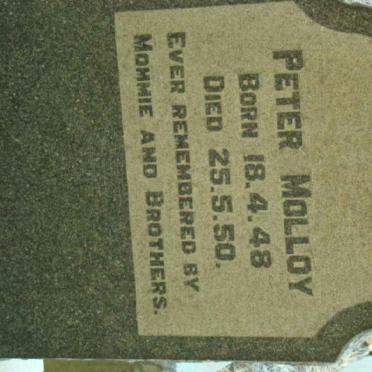 PETER MOLLOY
BORN 18.4.48
DIED 25.5.50.
EVER REMEMBERED BY
MOMMIE AND BROTHERS.